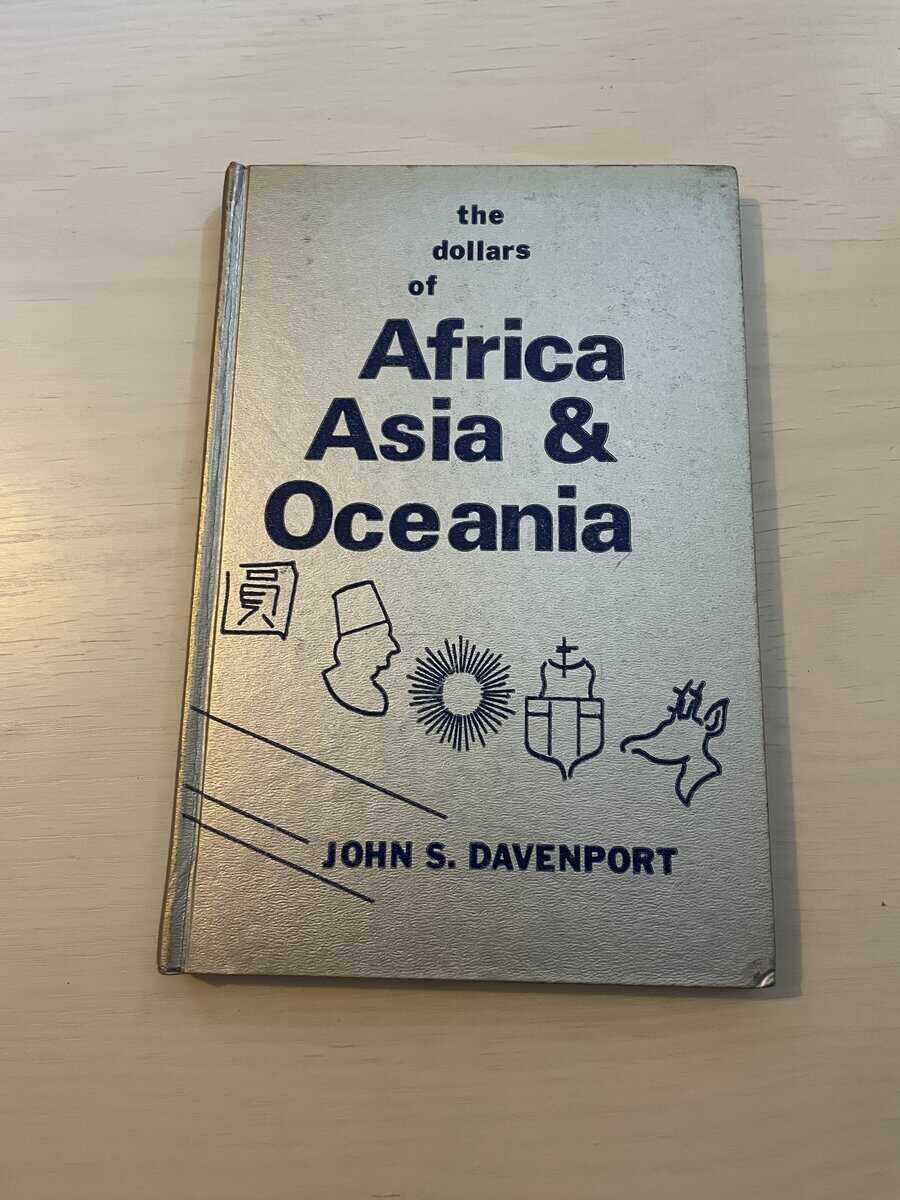 the
dollars
of
Africa
Asia &
Oceania
圓
JOHN S. DAVENPORT